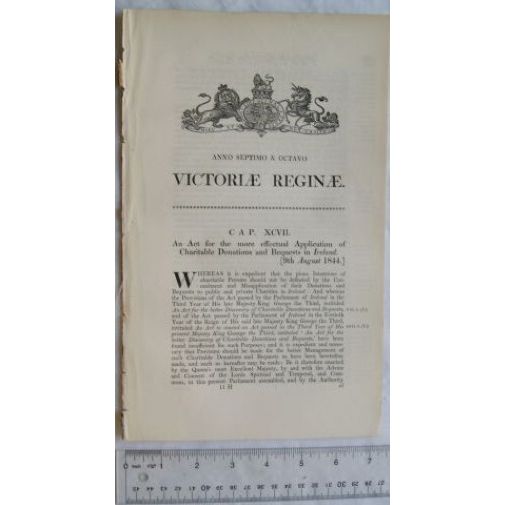 ANNO SEPTIMO & OCTAVO
VICTORIÆ REGINÆ.
CAP. XCVII.
An Act for the more effectual Application of
Charitable Donations and Bequests in Ireland.
[9th August 1844.]
WHEREAS it is expedient that the pious Intentions of
charitable Persons should not be defeated by the Con-
cealment and Misapplication of their Donations and
Bequests to public and private Charities in Ireland: And whereas
the Provisions of the Act passed by the Parliament of Ireland in the
Third Year of His late Majesty King George the Third, intituled
An Act for the better Discovery of Charitable Donations and Bequests,
and of the Act passed by the Parliament of Ireland in the Fortieth
Year of the Reign of His said late Majesty King George the Third,
intituled An Act to amend an Act passed in the Third Year of His
present Majesty King George the Third, intituled 'An Act for the
better Discovery of Charitable Donations and Bequests,' have been
found insufficient for such Purposes; and it is expedient and neces-
sary that Provision should be made for the better Management of
such Charitable Donations and Bequests as have been heretofore
made, and such as hereafter may be made: Be it therefore enacted
by the Queen's most Excellent Majesty, by and with the Advice
and Consent of the Lords Spiritual and Temporal, and Com-
mons, in this present Parliament assembled, and by the Authority
11 H of
1 2 3 4 5 6 7